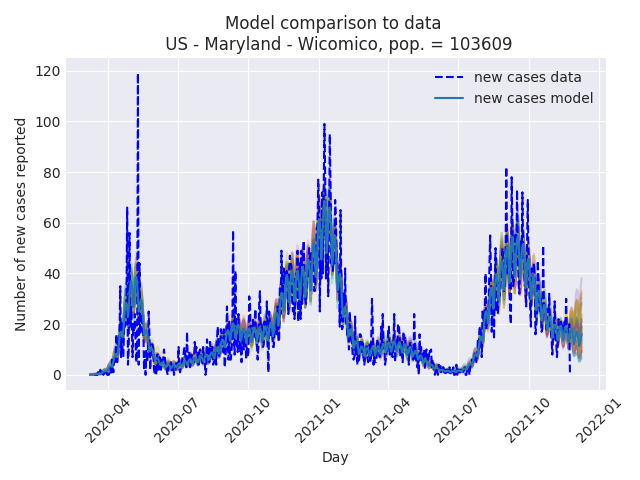 Model comparison to data
US - Maryland - Wicomico, pop. = 103609
new cases data
new cases model
Number of new cases reported
120
100
80
60
40
20
0
2020-04
2020-07
2020-10
2021-01
2021-04
2021-07
2021-10
2022-01
Day